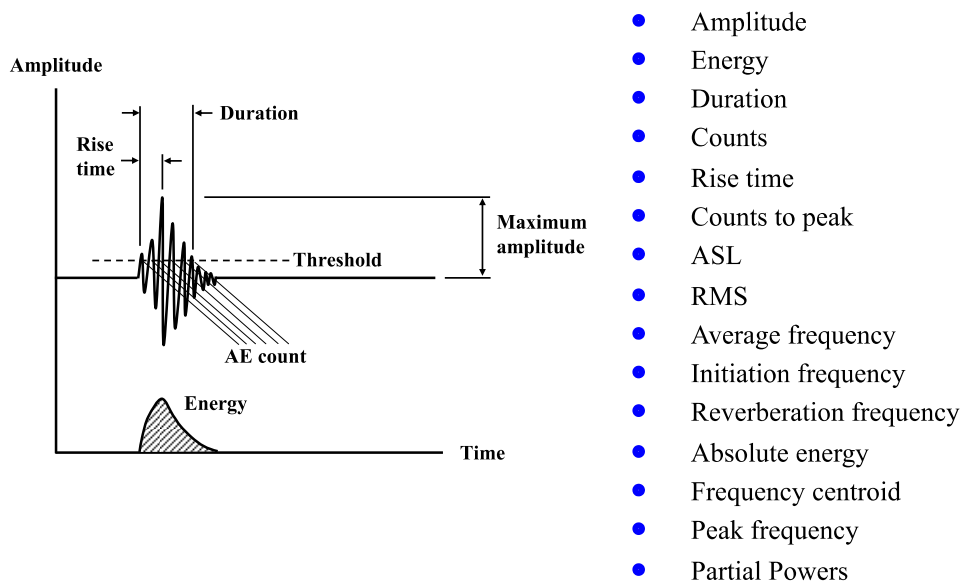 Amplitude
Duration
Rise
time
Maximum
amplitude
Threshold
AE count
Energy
Time
Amplitude
Energy
Duration
Counts
Rise time
Counts to peak
ASL
RMS
Average frequency
Initiation frequency
Reverberation frequency
Absolute energy
Frequency centroid
Peak frequency
Partial Powers